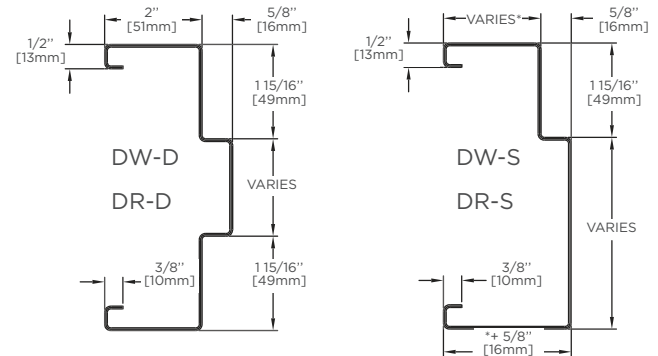 2"
[51mm]
5/8"
[16mm]
1/2"
[13mm]
1 15/16"
[49mm]
DW-D
DR-D
VARIES
3/8"
[10mm]
1 15/16"
[49mm]
VARIES*
5/8"
[16mm]
1/2"
[13mm]
1 15/16"
[49mm]
DW-S
DR-S
VARIES
3/8"
[10mm]
*+ 5/8"
[16mm]